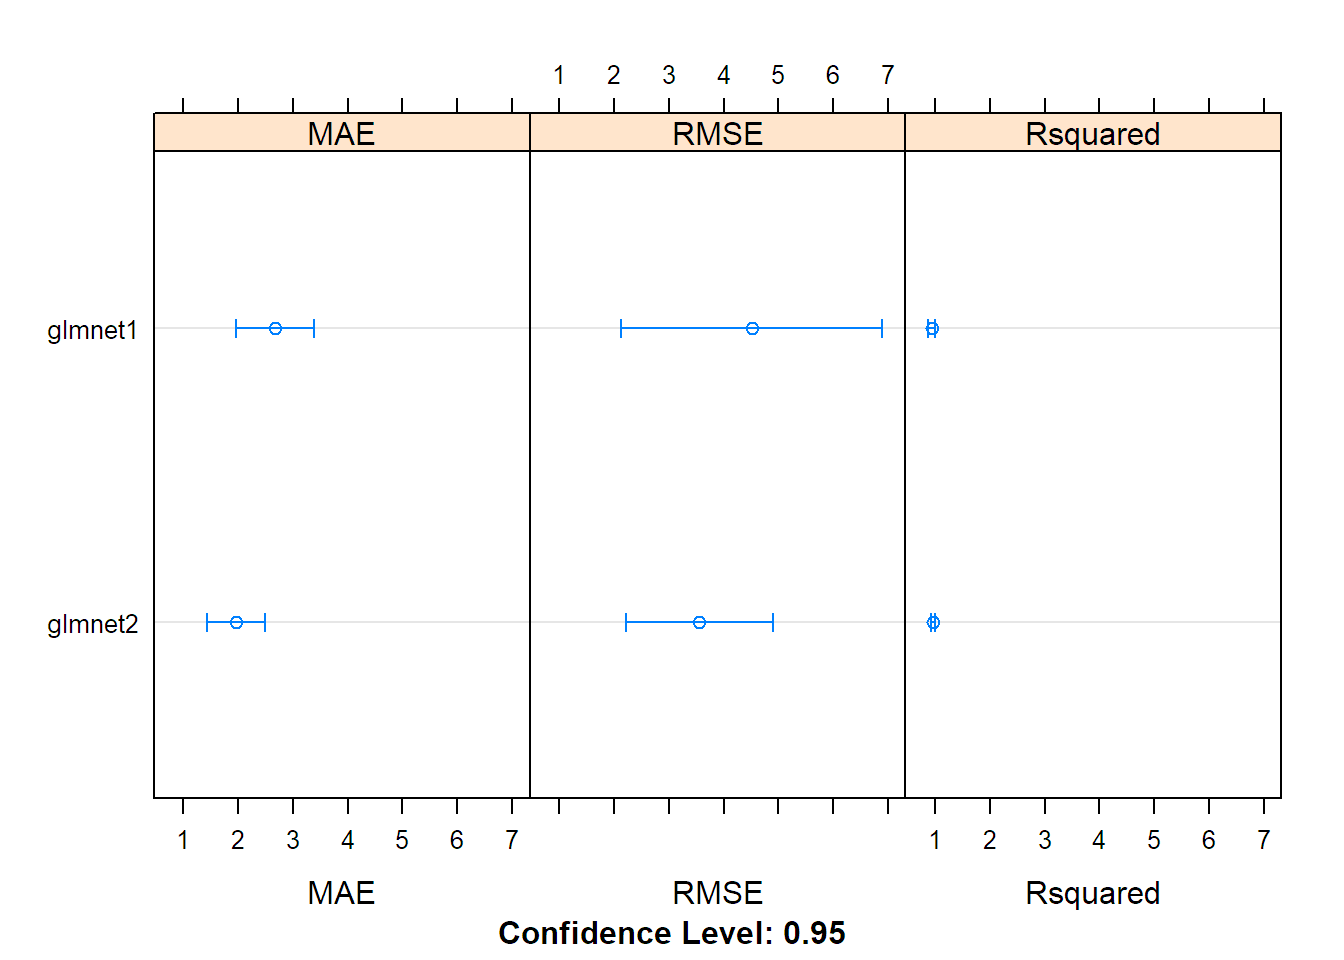 1 2 3 4 5 6 7
MAE RMSE Rsquared
glmnet1
glmnet2
1 2 3 4 5 6 7 1 2 3 4 5 6 7
MAE RMSE Rsquared
Confidence Level: 0.95